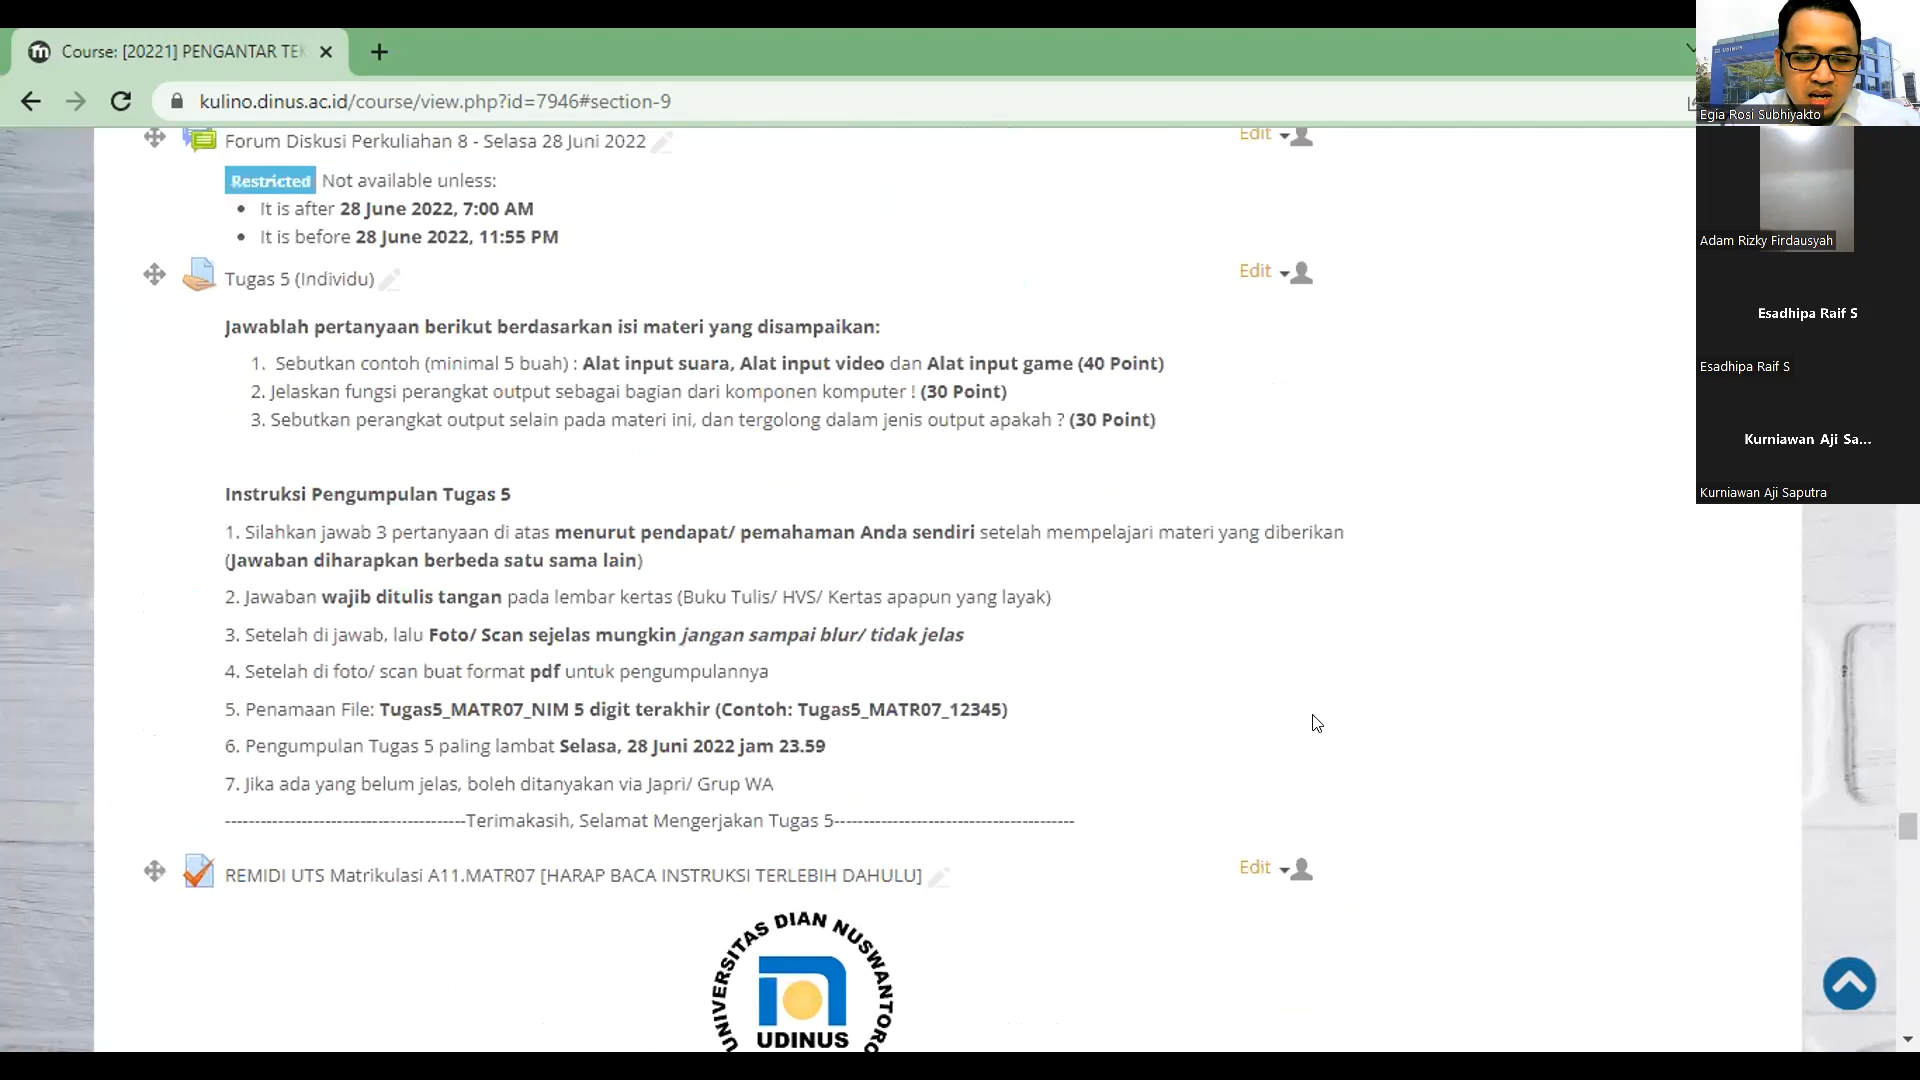 Course: [20221] PENGANTAR TEK
kulino.dinus.ac.id/course/view.php?id=7946#section-9
Forum Diskusi Perkuliahan 8 - Selasa 28 Juni 2022
Edit
Restricted Not available unless:
It is after 28 June 2022, 7:00 AM
It is before 28 June 2022, 11:55 PM
Tugas 5 (Individu)
Edit
Jawablah pertanyaan berikut berdasarkan isi materi yang disampaikan:
1. Sebutkan contoh (minimal 5 buah) : Alat input suara, Alat input video dan Alat input game (40 Point)
2. Jelaskan fungsi perangkat output sebagai bagian dari komponen komputer ! (30 Point)
3. Sebutkan perangkat output selain pada materi ini, dan tergolong dalam jenis output apakah ? (30 Point)
Instruksi Pengumpulan Tugas 5
1. Silahkan jawab 3 pertanyaan di atas menurut pendapat/ pemahaman Anda sendiri setelah mempelajari materi yang diberikan
(Jawaban diharapkan berbeda satu sama lain)
2. Jawaban wajib ditulis tangan pada lembar kertas (Buku Tulis/ HVS/ Kertas apapun yang layak)
3. Setelah di jawab, lalu Foto/ Scan sejelas mungkin jangan sampai blur/ tidak jelas
4. Setelah di foto/ scan buat format pdf untuk pengumpulannya
5. Penamaan File: Tugas5_MATR07_NIM 5 digit terakhir (Contoh: Tugas5_MATR07_12345)
6. Pengumpulan Tugas 5 paling lambat Selasa, 28 Juni 2022 jam 23.59
7. Jika ada yang belum jelas, boleh ditanyakan via Japri/ Grup WA
----------------------------------------Terimakasih, Selamat Mengerjakan Tugas 5----------------------------------------
REMIDI UTS Matrikulasi A11.MATR07 [HARAP BACA INSTRUKSI TERLEBIH DAHULU]
Edit
UNIVERSITAS DIAN NUSWANTORO
UDINUS
UDINUS
Egia Rosi Subhiyakto
Adam Rizky Firdausyah
Esadhipa Raif S
Esadhipa Raif S
Kurniawan Aji Sa...
Kurniawan Aji Saputra